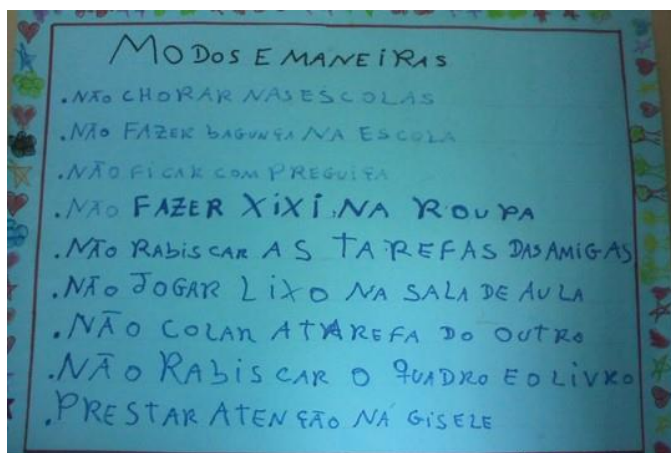 MODOS E MANEIRAS
.NÃO CHORAR NAS ESCOLAS
.NÃO FAZER BAGUNÇA NA ESCOLA
.NÃO FICAR COM PREGUIÇA
.NÃO FAZER XIXI NA ROUPA
.NÃO RABISCAR AS TAREFAS DAS AMIGAS
.NÃO JOGAR LIXO NA SALA DE AULA
.NÃO COLAR A TAREFA DO OUTRO
.NÃO RABISCAR O QUADRO E O LIVRO
.PRESTAR ATENÇÃO NA GISELE